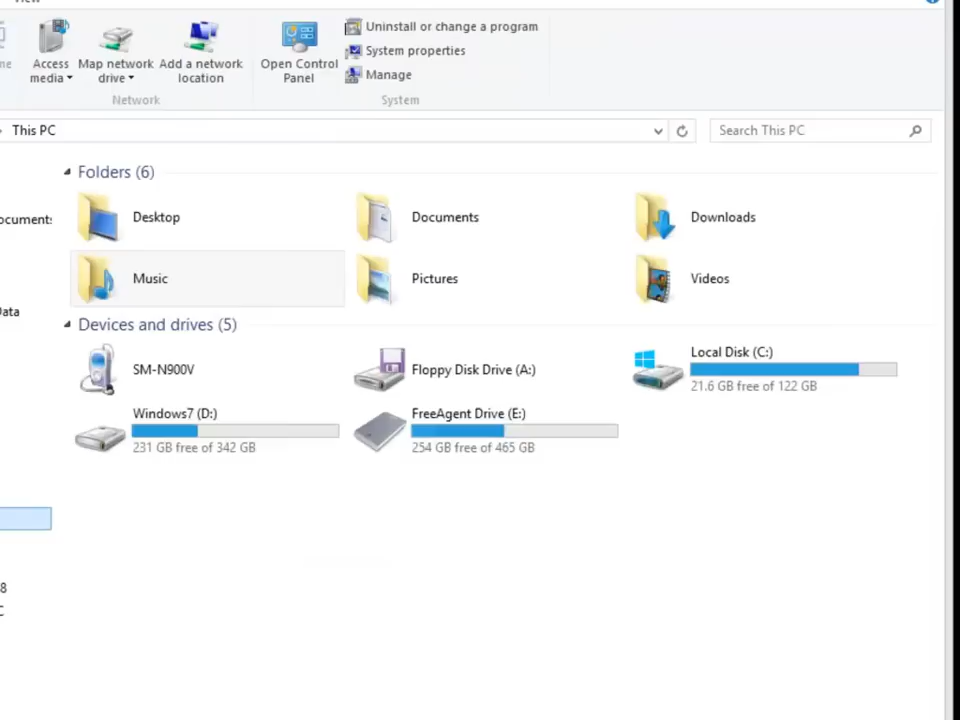 View
Access media
Map network drive
Add a network location
Open Control Panel
Uninstall or change a program
System properties
Manage
Network
System
This PC
Search This PC
Folders (6)
Desktop
Documents
Downloads
Music
Pictures
Videos
Devices and drives (5)
SM-N900V
Floppy Disk Drive (A:)
Local Disk (C:)
21.6 GB free of 122 GB
Windows7 (D:)
231 GB free of 342 GB
FreeAgent Drive (E:)
254 GB free of 465 GB
ocuments
8